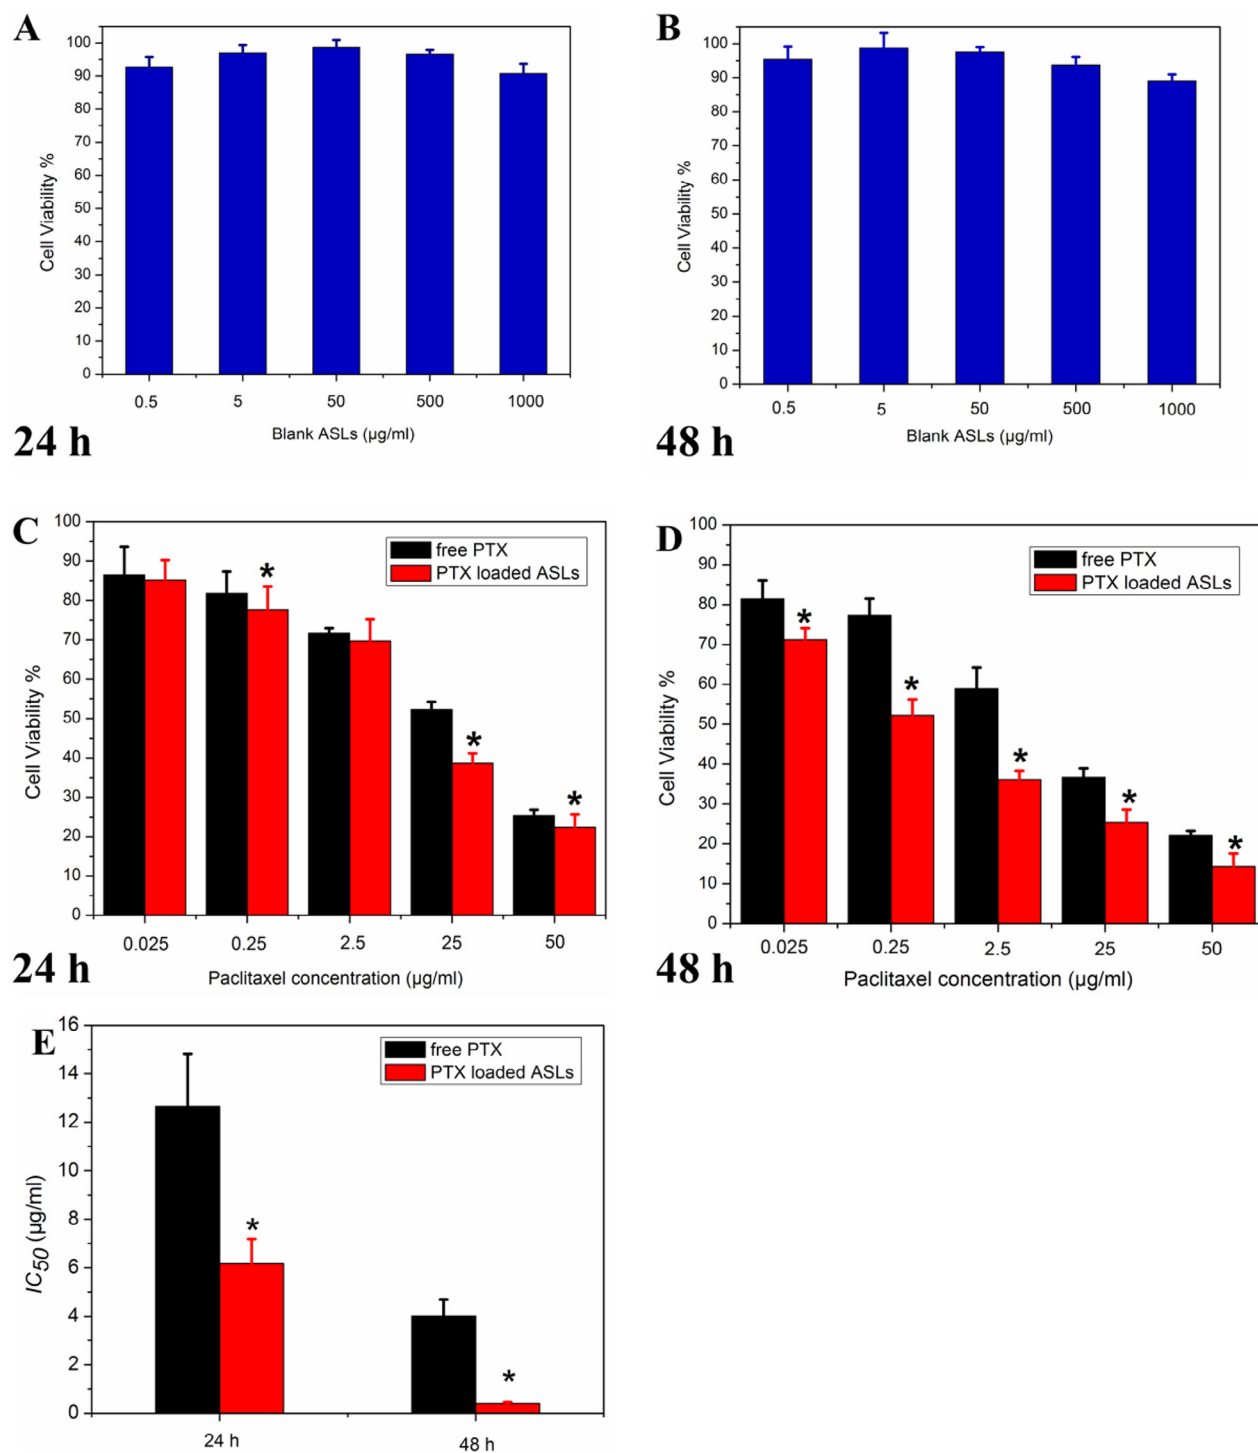 A
100
90
80
70
60
50
40
30
20
10
0
Cell Viability %
0.5 5 50 500 1000
Blank ASLs (µg/ml)
24 h
B
100
90
80
70
60
50
40
30
20
10
0
Cell Viability %
0.5 5 50 500 1000
Blank ASLs (µg/ml)
48 h
C
100
90
80
70
60
50
40
30
20
10
0
Cell Viability %
free PTX
PTX loaded ASLs
*
*
*
0.025 0.25 2.5 25 50
Paclitaxel concentration (µg/ml)
24 h
D
100
90
80
70
60
50
40
30
20
10
0
Cell Viability %
free PTX
PTX loaded ASLs
*
*
*
*
*
0.025 0.25 2.5 25 50
Paclitaxel concentration (µg/ml)
48 h
E
16
14
12
10
8
6
4
2
0
IC50 (µg/ml)
free PTX
PTX loaded ASLs
*
*
24 h 48 h